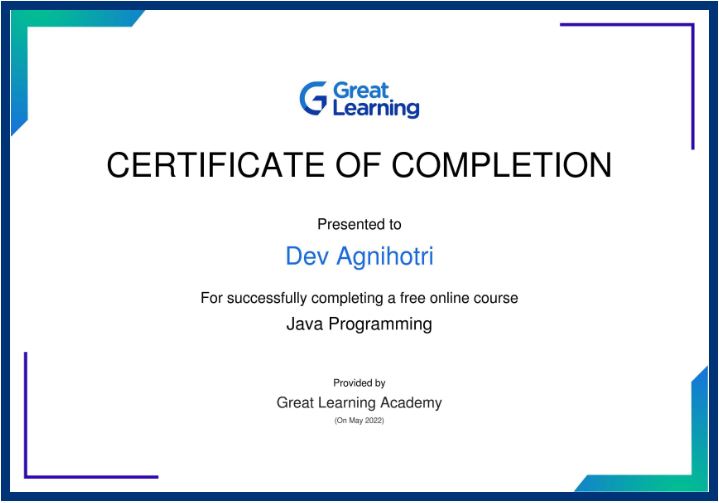 Great
Learning
CERTIFICATE OF COMPLETION
Presented to
Dev Agnihotri
For successfully completing a free online course
Java Programming
Provided by
Great Learning Academy
(On May 2022)